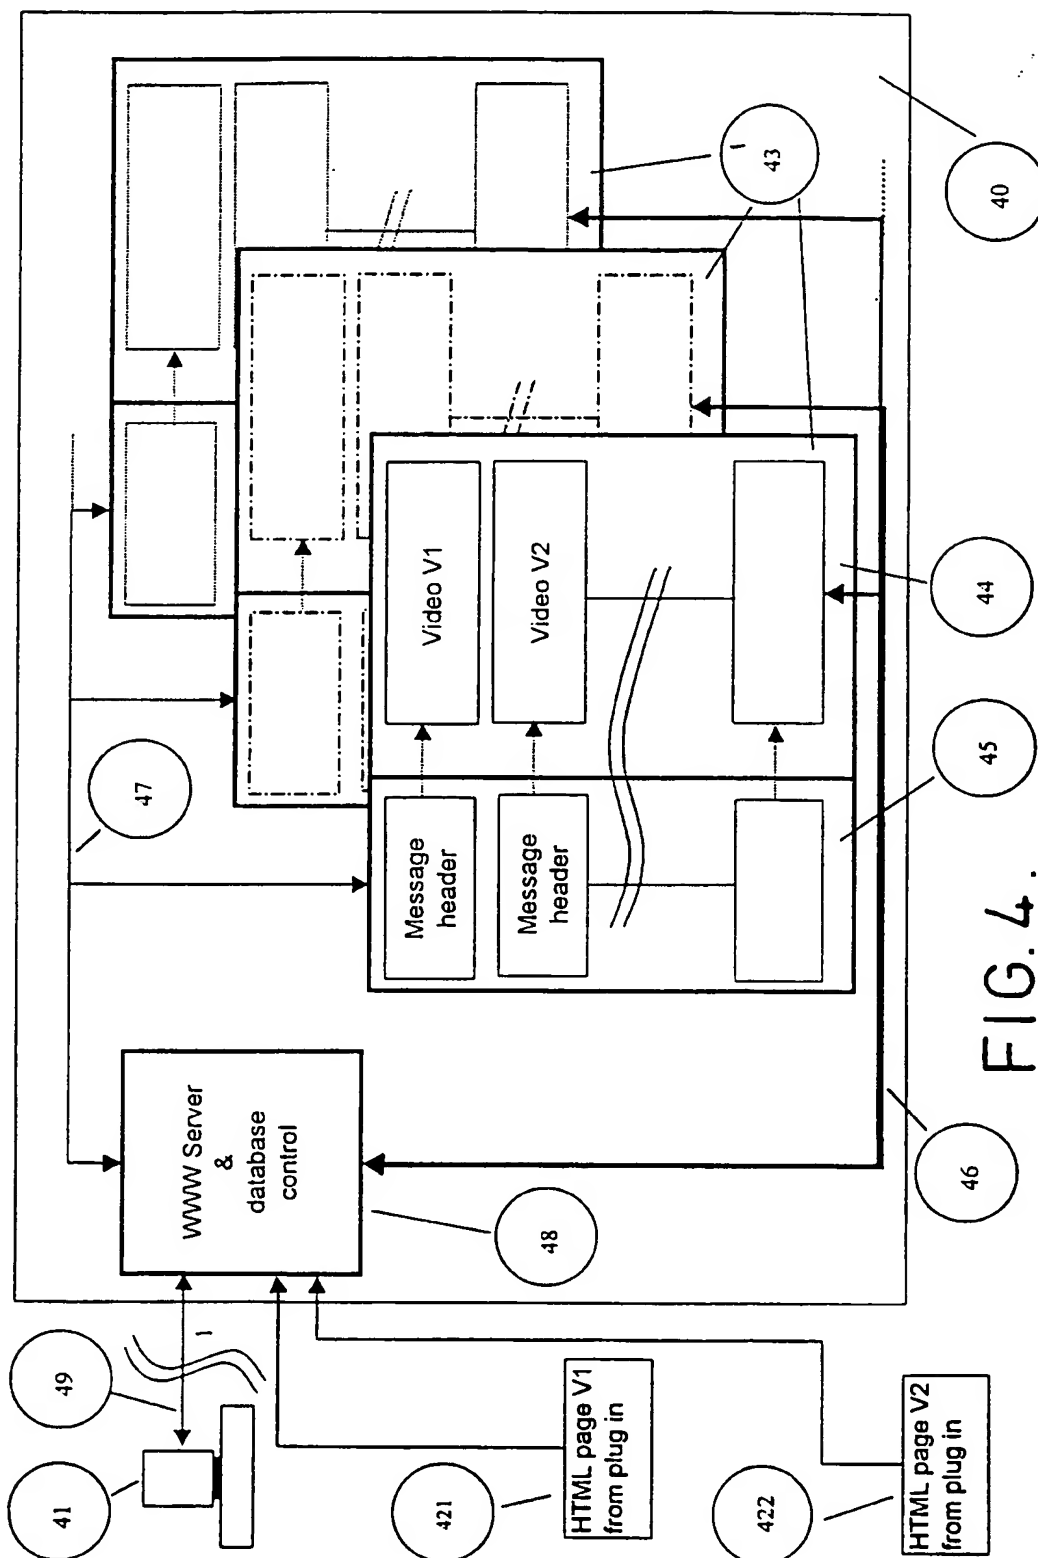 41
49
421
HTML page V1
from plug in
422
HTML page V2
from plug in
WWW Server
&
database
control
48
46
47
Message
header
Message
header
45
Video V1
Video V2
44
43
40
FIG. 4.